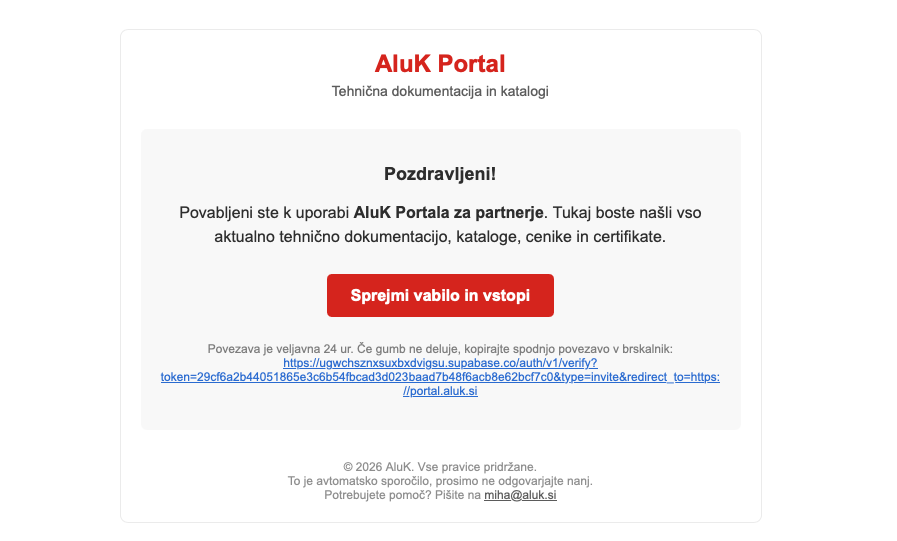 AluK Portal
Tehnična dokumentacija in katalogi
Pozdravljeni!
Povabljeni ste k uporabi AluK Portala za partnerje. Tukaj boste našli vso
aktualno tehnično dokumentacijo, kataloge, cenike in certifikate.
Sprejmi vabilo in vstopi
Povezava je veljavna 24 ur. Če gumb ne deluje, kopirajte spodnjo povezavo v brskalnik:
https://ugwchsznxsuxbxdvigsu.supabase.co/auth/v1/verify?
token=29cf6a2b44051865e3c6b54fbcad3d023baad7b48f6acb8e62bcf7c0&type=invite&redirect_to=https:
//portal.aluk.si
© 2026 AluK. Vse pravice pridržane.
To je avtomatsko sporočilo, prosimo ne odgovarjajte nanj.
Potrebujete pomoč? Pišite na miha@aluk.si